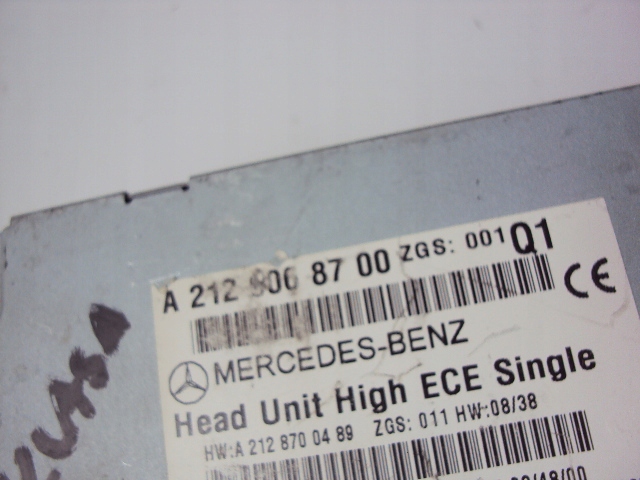 A 212 906 87 00 ZGS: 001 Q1
CE
MERCEDES-BENZ
Head Unit High ECE Single
HW:A 212 870 04 89 ZGS: 011 HW:08/38